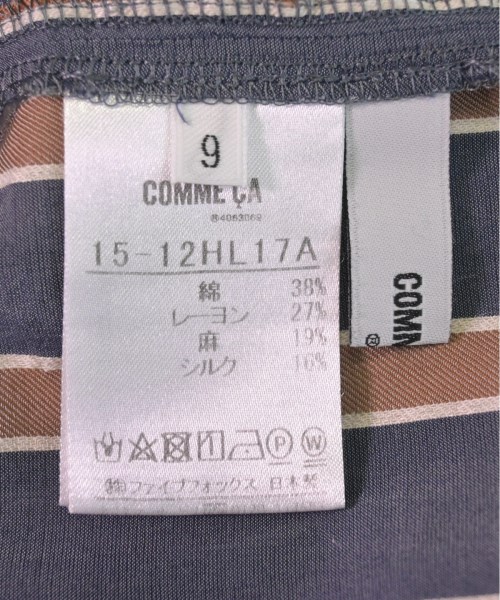 9
COMME ÇA
15-12HL17A
綿 38%
レーヨン 27%
麻 19%
シルク 16%
P W
㈱ファイブフォックス 日本製
COMM